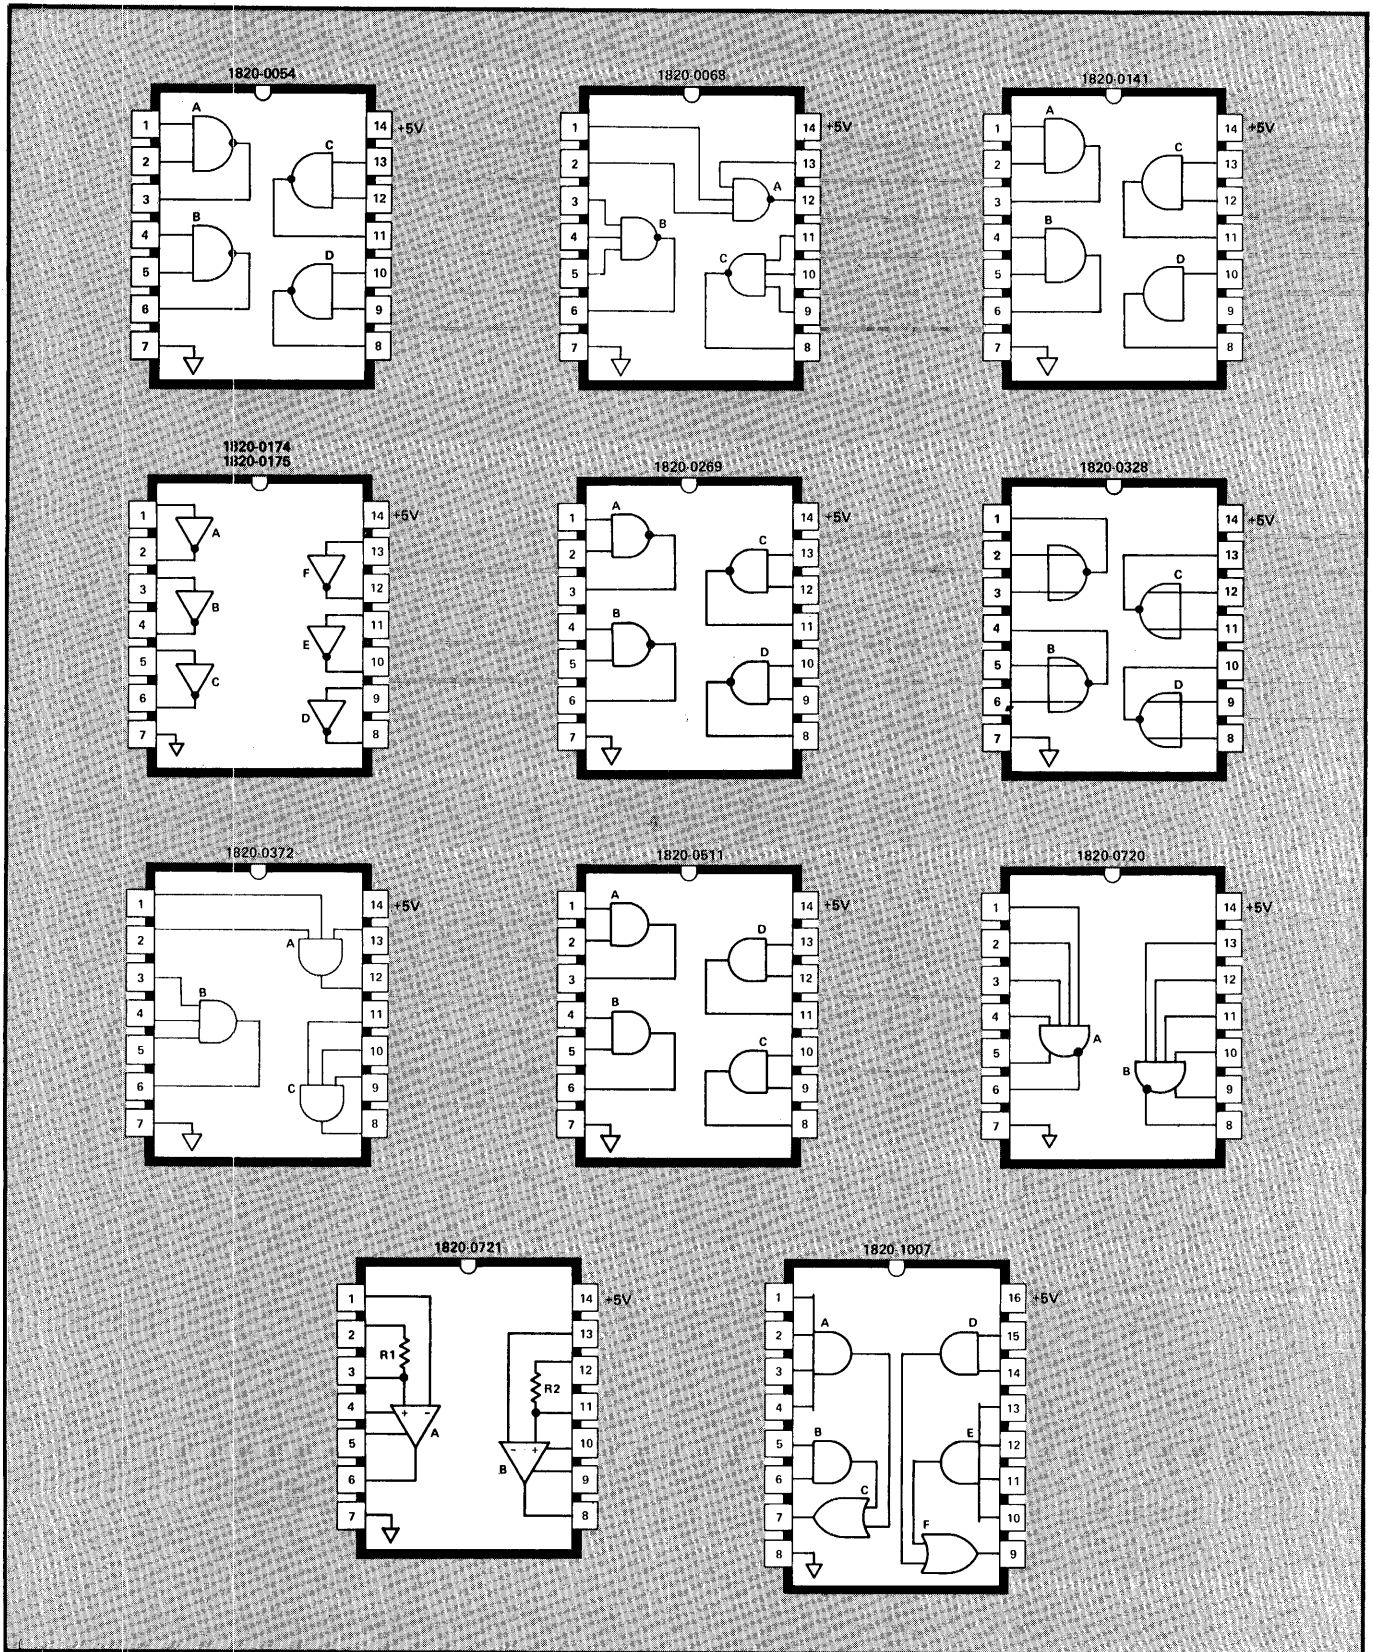 1820-0054
A
1
14 +5V
2
C
13
3
12
B
4
11
5
D
10
6
9
7
8
1820-0068
1
14 +5V
2
13
A
3
12
B
4
11
C
5
10
6
9
7
8
1820-0141
A
1
14 +5V
C
2
13
3
12
B
4
11
D
5
10
6
9
7
8
1820-0174
1820-0175
1
14 +5V
A
2
13
F
3
12
B
4
11
E
5
10
C
6
9
D
7
8
1820-0269
A
1
14 +5V
C
2
13
3
12
B
4
11
D
5
10
6
9
7
8
1820-0328
1
14 +5V
2
13
C
3
12
4
11
B
5
10
D
6
9
7
8
1820-0372
1
14 +5V
2
A
13
3
12
B
4
11
5
10
6
C
9
7
8
1820-0511
A
1
14 +5V
D
2
13
3
12
B
4
11
C
5
10
6
9
7
8
1820-0720
1
14 +5V
2
13
3
12
4
11
A
5
10
B
6
9
7
8
1820-0721
1
14 +5V
2
13
R1
3
12
R2
4
11
+ -
A
5
10
- +
B
6
9
7
8
1820-1007
1
16 +5V
A
D
2
15
3
14
4
13
B
E
5
12
6
11
C
7
10
F
8
9